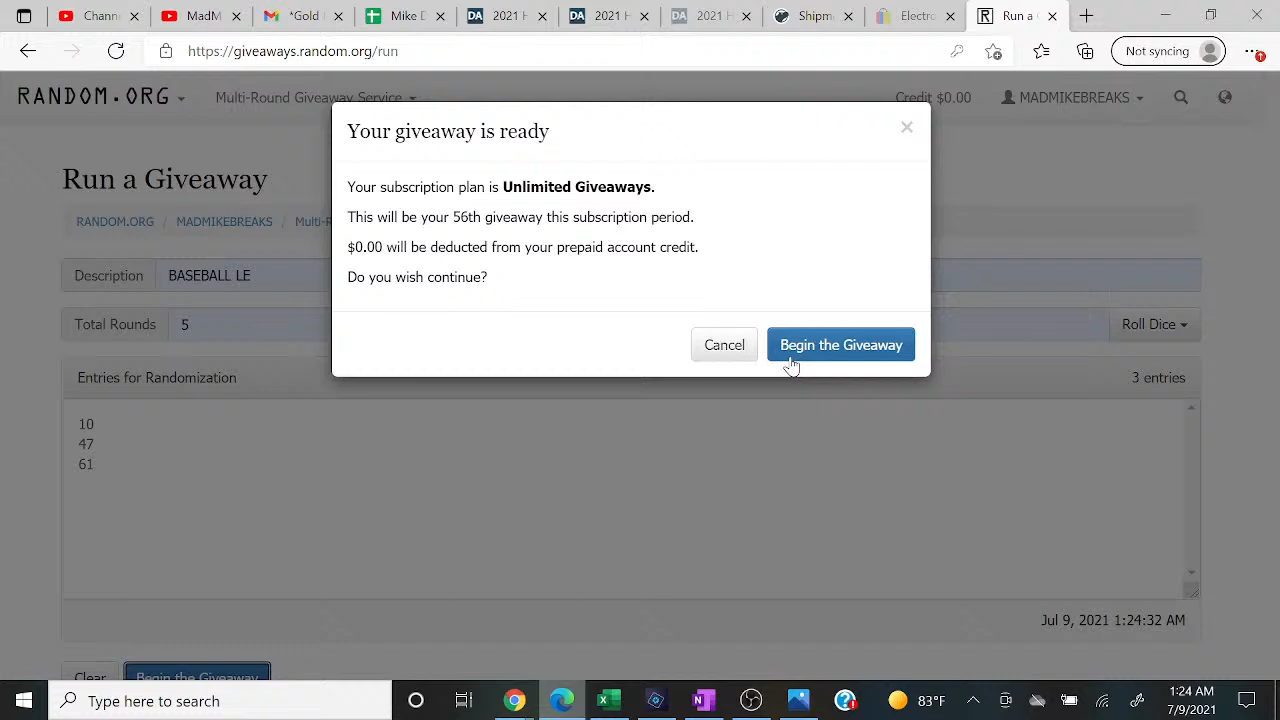 Chann
MadM
*Gold
Mike D
2021 H
2021 H
2021 H
Shipm
Electro
Run a
https://giveaways.random.org/run
Not syncing
RANDOM.ORG
Multi-Round Giveaway Service
Credit $0.00
MADMIKEBREAKS
Your giveaway is ready
Your subscription plan is Unlimited Giveaways.
This will be your 56th giveaway this subscription period.
$0.00 will be deducted from your prepaid account credit.
Do you wish continue?
Cancel
Begin the Giveaway
Run a Giveaway
RANDOM.ORG / MADMIKEBREAKS / Multi-R
Description
BASEBALL LE
Total Rounds
5
Roll Dice
Entries for Randomization
3 entries
10
47
61
Jul 9, 2021 1:24:32 AM
Clear
Begin the Giveaway
Type here to search
83°F
1:24 AM
7/9/2021